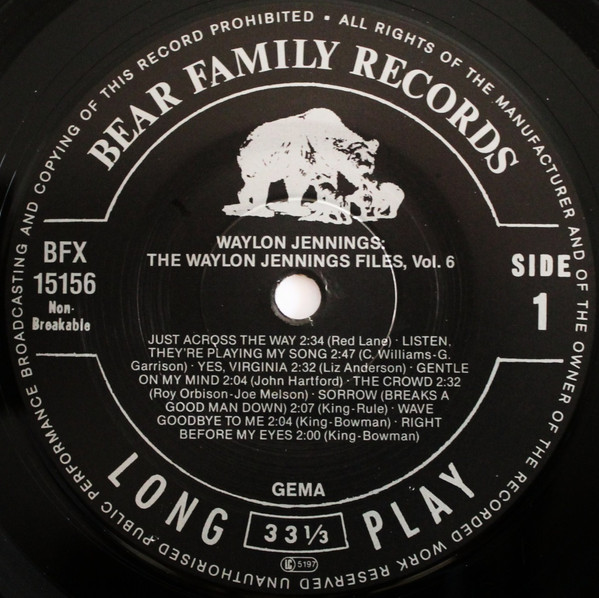 ALL RIGHTS OF THE MANUFACTURER AND OF THE OWNER OF THE RECORDED WORK RESERVED UNAUTHORISED PUBLIC PERFORMANCE BROADCASTING AND COPYING OF THIS RECORD PROHIBITED •
BEAR FAMILY RECORDS
WAYLON JENNINGS:
THE WAYLON JENNINGS FILES, Vol. 6
BFX
15156
Non-
Breakable
SIDE
1
JUST ACROSS THE WAY 2:34 (Red Lane) · LISTEN,
THEY'RE PLAYING MY SONG 2:47 (C. Williams-G.
Garrison) · YES, VIRGINIA 2:32 (Liz Anderson) · GENTLE
ON MY MIND 2:04 (John Hartford) · THE CROWD 2:32
(Roy Orbison-Joe Melson) · SORROW (BREAKS A
GOOD MAN DOWN) 2:07 (King-Rule) · WAVE
GOODBYE TO ME 2:04 (King-Bowman) · RIGHT
BEFORE MY EYES 2:00 (King-Bowman)
GEMA
LONG 33 1/3 PLAY
LC 5197